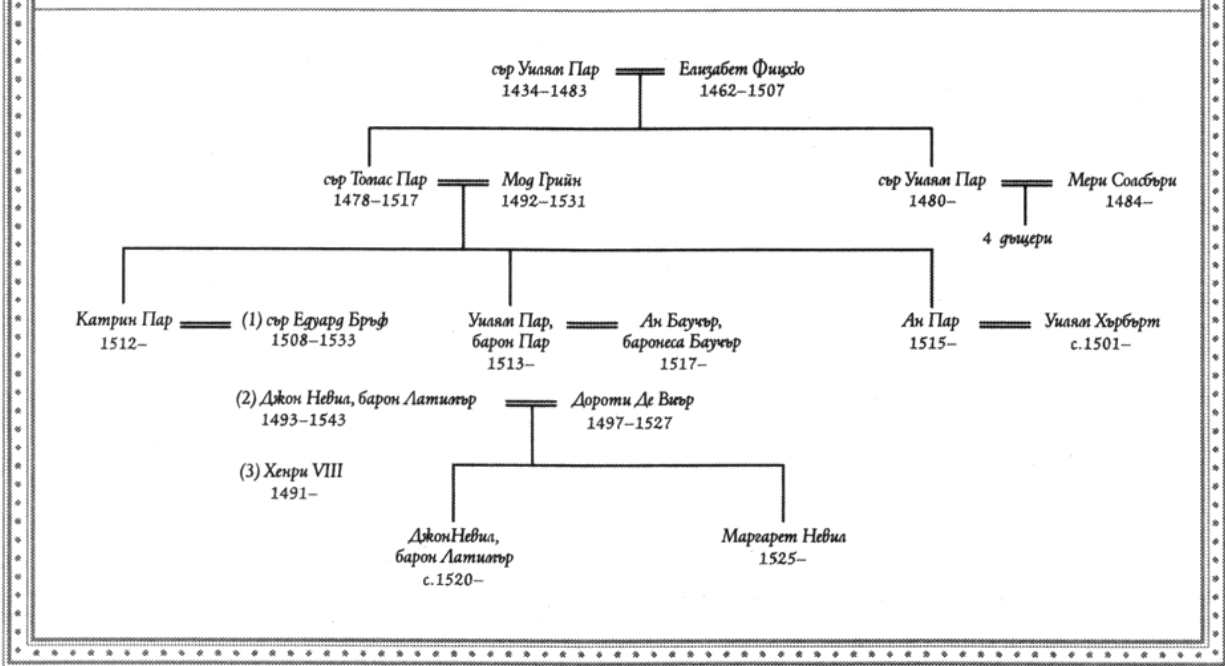 сър Уилям Пар
1434–1483
Елизабет Фицхю
1462–1507
сър Томас Пар
1478–1517
Мод Грийн
1492–1531
сър Уилям Пар
1480–
Мери Солсбъри
1484–
4 дъщери
Катрин Пар
1512–
(1) сър Едуард Бръф
1508–1533
Уилям Пар,
барон Пар
1513–
Ан Баучър,
баронеса Баучър
1517–
Ан Пар
1515–
Уилям Хърбърт
с.1501–
(2) Джон Невил, барон Латимър
1493–1543
Дороти Де Виър
1497–1527
(3) Хенри VIII
1491–
ДжонНевил,
барон Латимър
с.1520–
Маргарет Невил
1525–